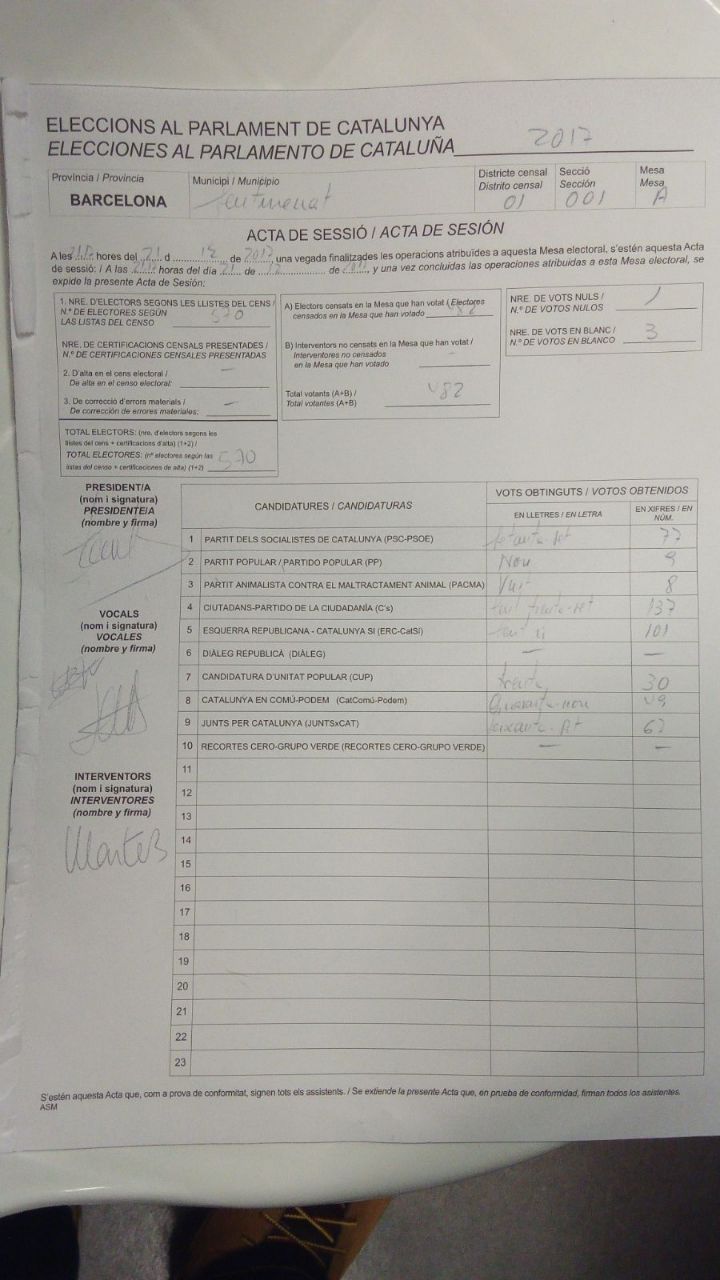 ELECCIONS AL PARLAMENT DE CATALUNYA
ELECCIONES AL PARLAMENTO DE CATALUÑA 2017
Provincia / Provincia
BARCELONA
Municipi / Municipio
Sentmenat
Districte censal
Distrito censal
01
Secció
Sección
001
Mesa
Mesa
A
ACTA DE SESSIÓ / ACTA DE SESIÓN
A les hores del 21 d 12 de 2017, una vegada finalitzades les operacions atribuïdes a aquesta Mesa electoral, s'estén aquesta Acta
de sessió: / A las horas del día 21 de 12 de 2017, y una vez concluidas las operaciones atribuidas a esta Mesa electoral, se
expide la presente Acta de Sesión:
1. NRE. D'ELECTORS SEGONS LES LLISTES DEL CENS /
N.º DE ELECTORES SEGÚN
LAS LISTAS DEL CENSO 570
NRE. DE CERTIFICACIONS CENSALS PRESENTADES /
N.º DE CERTIFICACIONES CENSALES PRESENTADAS
2. D'alta en el cens electoral / –
De alta en el censo electoral:
3. De correcció d'errors materials / –
De corrección de errores materiales:
TOTAL ELECTORS: (nre. d'electors segons les
llistes del cens + certificacions d'alta) (1+2) /
TOTAL ELECTORES: (nº electores según las
listas del censo + certificaciones de alta) (1+2) 570
A) Electors censats en la Mesa que han votat / Electores
censados en la Mesa que han votado 482
B) Interventors no censats en la Mesa que han votat /
Interventores no censados
en la Mesa que han votado –
Total votants (A+B) /
Total votantes (A+B) 482
NRE. DE VOTS NULS / 1
N.º DE VOTOS NULOS
NRE. DE VOTS EN BLANC / 3
N.º DE VOTOS EN BLANCO
PRESIDENT/A
(nom i signatura)
PRESIDENTE/A
(nombre y firma)
VOCALS
(nom i signatura)
VOCALES
(nombre y firma)
INTERVENTORS
(nom i signatura)
INTERVENTORES
(nombre y firma)
CANDIDATURES / CANDIDATURAS
VOTS OBTINGUTS / VOTOS OBTENIDOS
EN LLETRES / EN LETRA
EN XIFRES / EN NÚM.
1 PARTIT DELS SOCIALISTES DE CATALUNYA (PSC-PSOE) setanta-set 77
2 PARTIT POPULAR / PARTIDO POPULAR (PP) Nou 9
3 PARTIT ANIMALISTA CONTRA EL MALTRACTAMENT ANIMAL (PACMA) Vuit 8
4 CIUTADANS-PARTIDO DE LA CIUDADANÍA (C's) cent trenta-set 137
5 ESQUERRA REPUBLICANA - CATALUNYA SÍ (ERC-CatSí) cent u 101
6 DIÀLEG REPUBLICÀ (DIÀLEG) – –
7 CANDIDATURA D'UNITAT POPULAR (CUP) trenta 30
8 CATALUNYA EN COMÚ-PODEM (CatComú-Podem) Quaranta-nou 49
9 JUNTS PER CATALUNYA (JUNTSxCAT) seixanta-set 67
10 RECORTES CERO-GRUPO VERDE (RECORTES CERO-GRUPO VERDE) – –
11
12
13
14
15
16
17
18
19
20
21
22
23
S'estén aquesta Acta que, com a prova de conformitat, signen tots els assistents. / Se extiende la presente Acta que, en prueba de conformidad, firman todos los asistentes.
ASM